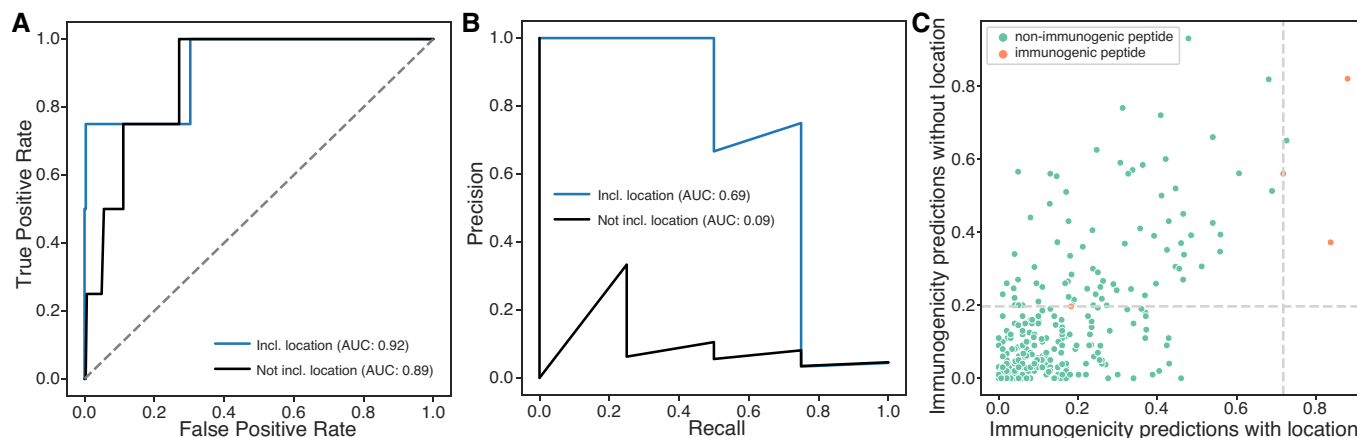 A
True Positive Rate
1.0
0.8
0.6
0.4
0.2
0.0
Incl. location (AUC: 0.92)
Not incl. location (AUC: 0.89)
0.0 0.2 0.4 0.6 0.8 1.0
False Positive Rate
B
Precision
1.0
0.8
0.6
0.4
0.2
0.0
Incl. location (AUC: 0.69)
Not incl. location (AUC: 0.09)
0.0 0.2 0.4 0.6 0.8 1.0
Recall
C
Immunogenicity predictions without location
non-immunogenic peptide
immunogenic peptide
0.8
0.6
0.4
0.2
0.0
0.0 0.2 0.4 0.6 0.8
Immunogenicity predictions with location